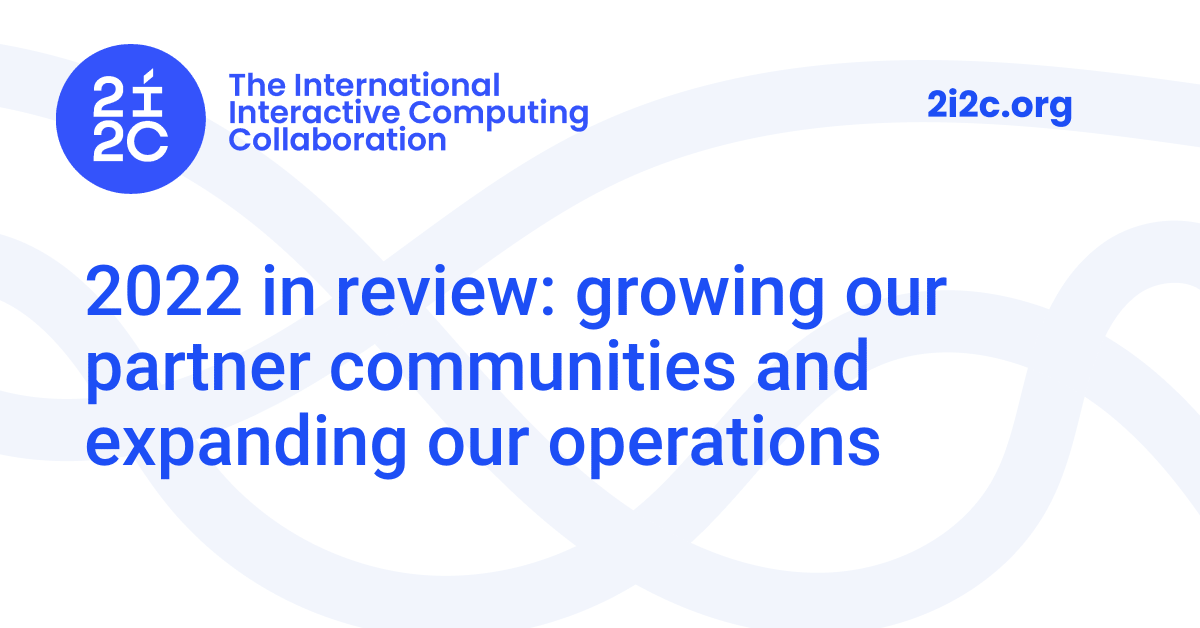 2i
2C
The International
Interactive Computing
Collaboration
2i2c.org
2022 in review: growing our
partner communities and
expanding our operations